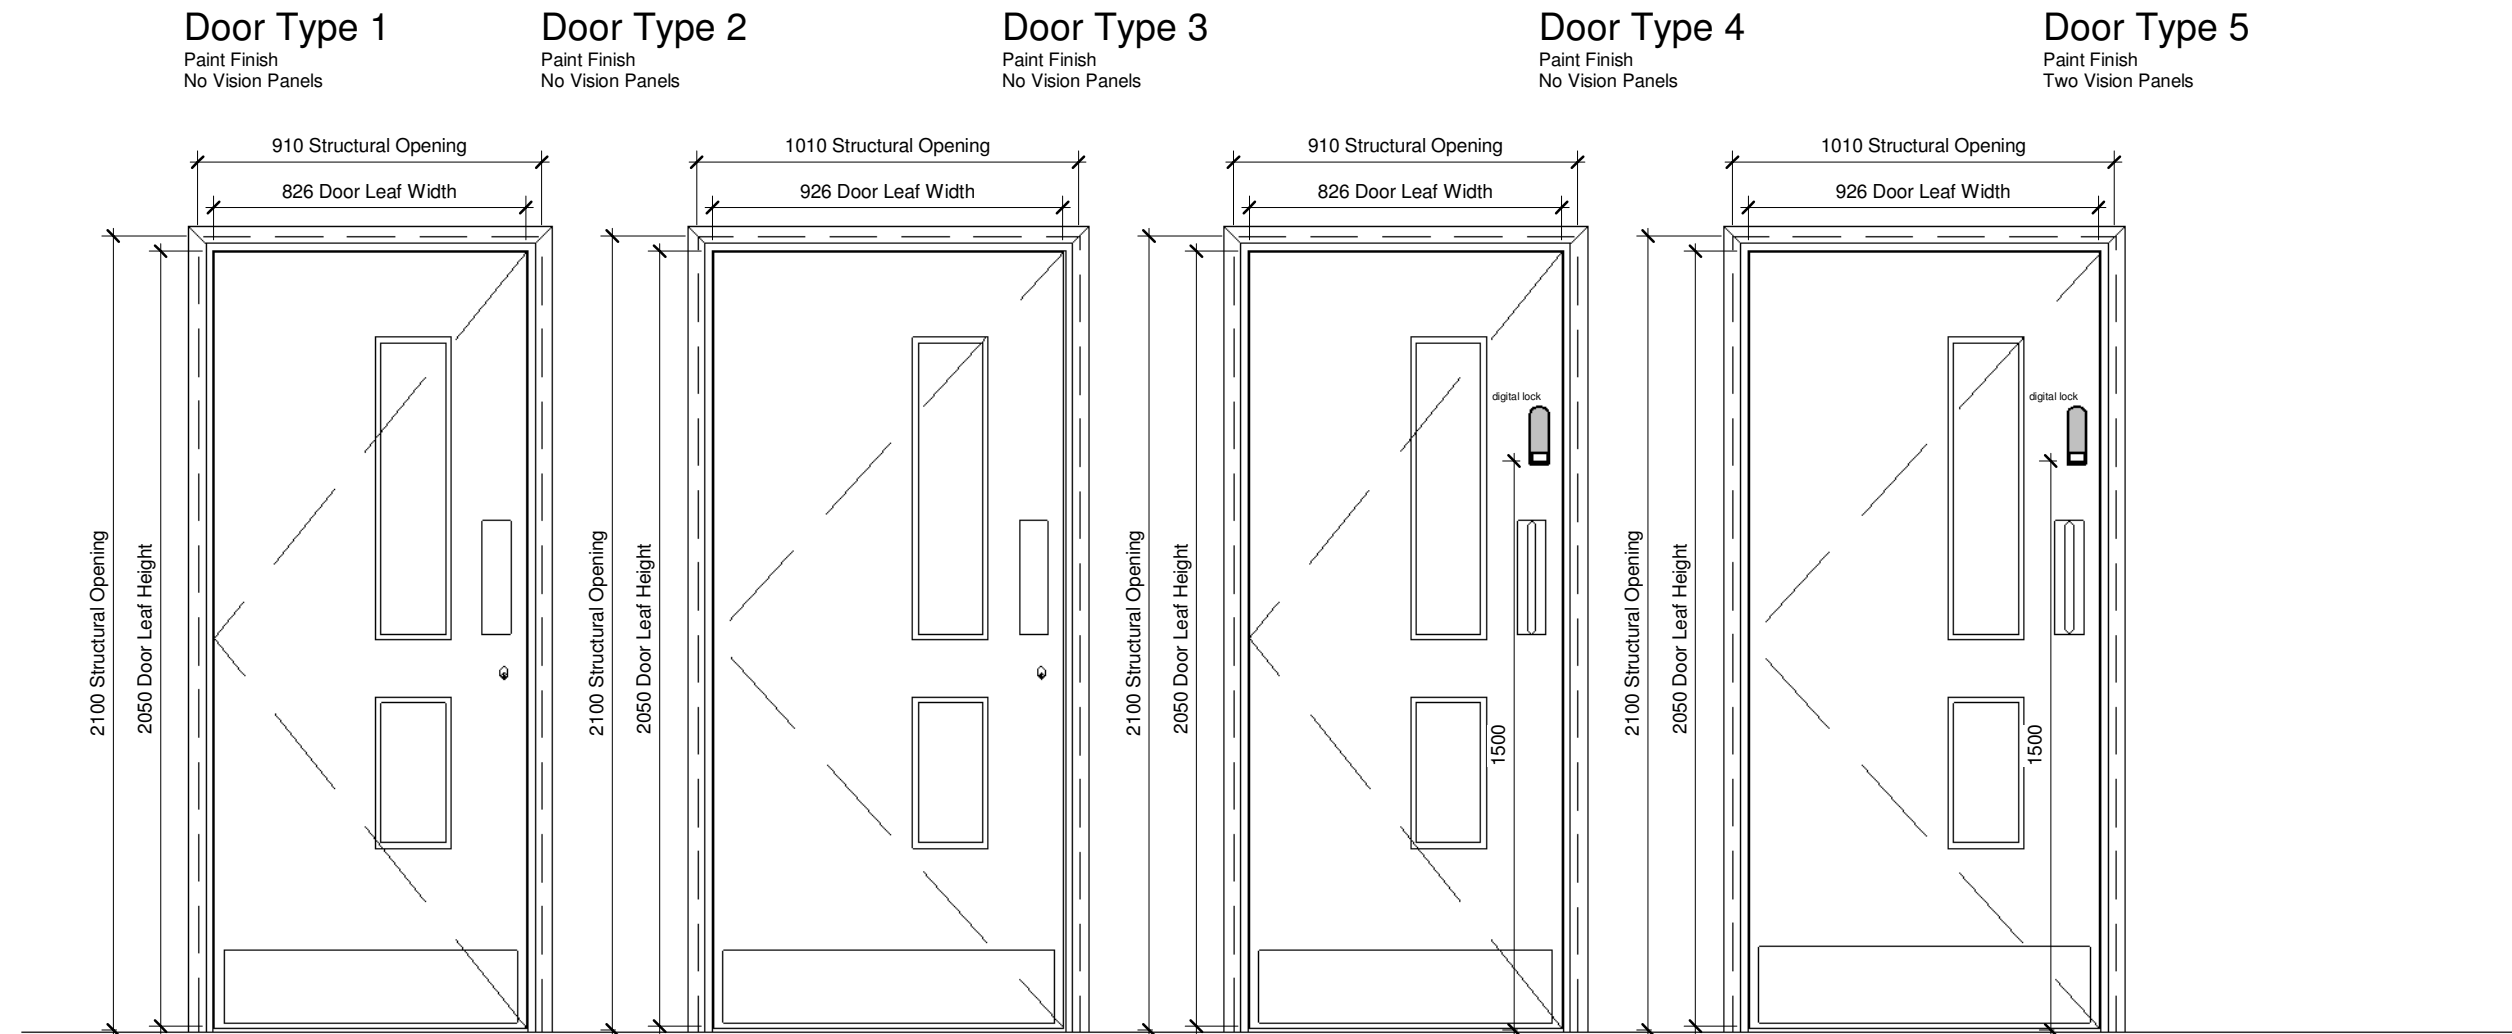 Door Type 1
Paint Finish
No Vision Panels
Door Type 2
Paint Finish
No Vision Panels
Door Type 3
Paint Finish
No Vision Panels
Door Type 4
Paint Finish
No Vision Panels
Door Type 5
Paint Finish
Two Vision Panels
910 Structural Opening
826 Door Leaf Width
2100 Structural Opening
2050 Door Leaf Height
1010 Structural Opening
926 Door Leaf Width
2100 Structural Opening
2050 Door Leaf Height
910 Structural Opening
826 Door Leaf Width
digital lock
2100 Structural Opening
2050 Door Leaf Height
1500
1010 Structural Opening
926 Door Leaf Width
digital lock
2100 Structural Opening
2050 Door Leaf Height
1500